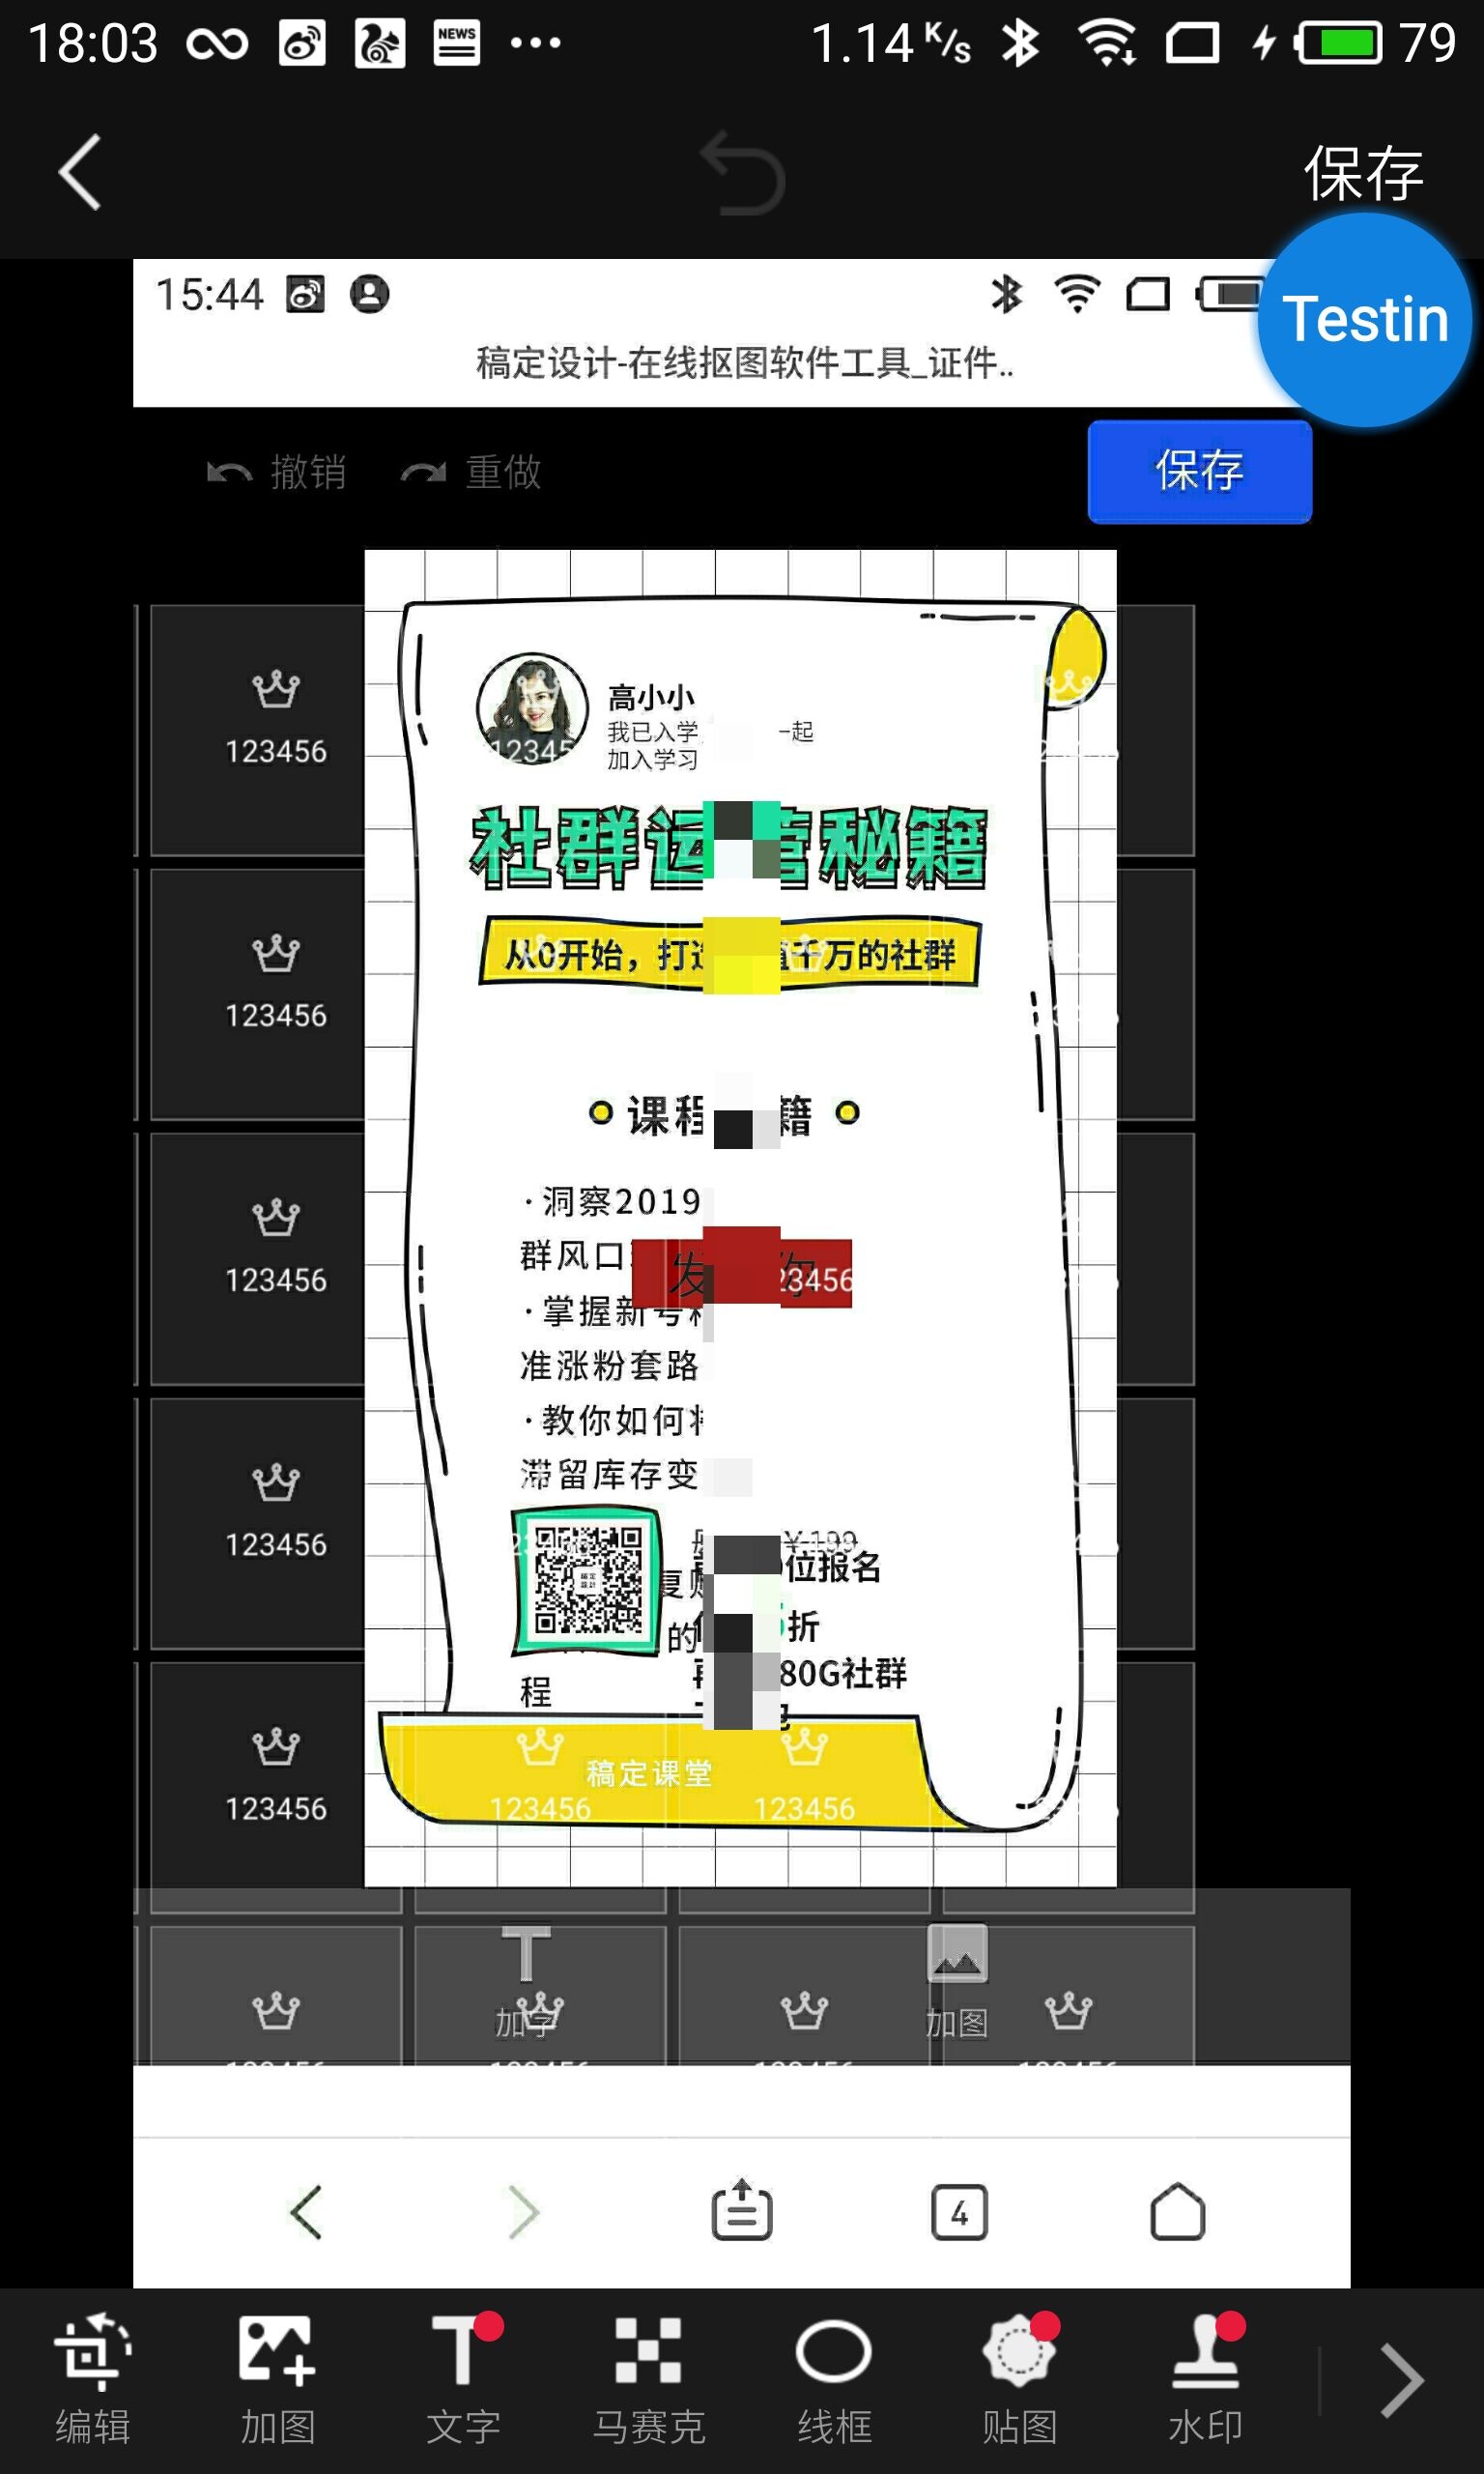 18:03
NEWS
1.14 K/s
79
保存
Testin
15:44
稿定设计-在线抠图软件工具_证件..
撤销
重做
保存
高小小
我已入学
一起
加入学习
社群运营秘籍
从0开始，打造
千万的社群
课程
籍
123456
123456
123456
123456
123456
·洞察2019
群风口
发
你
23456
·掌握新号
准涨粉套路
·教你如何
滞留库存变
¥199
位报名
折
的
80G社群
程
稿定课堂
123456
123456
加字
加图
4
编辑
加图
文字
马赛克
线框
贴图
水印